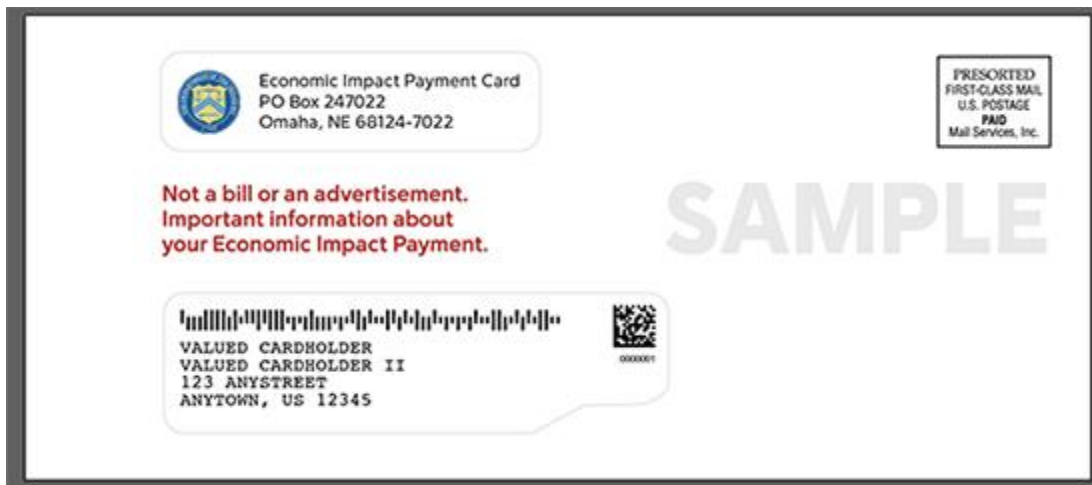 Economic Impact Payment Card
PO Box 247022
Omaha, NE 68124-7022
PRESORTED
FIRST-CLASS MAIL
U.S. POSTAGE
PAID
Mail Services, Inc.
Not a bill or an advertisement.
Important information about
your Economic Impact Payment.
SAMPLE
VALUED CARDHOLDER
VALUED CARDHOLDER II
123 ANYSTREET
ANYTOWN, US 12345
0000001